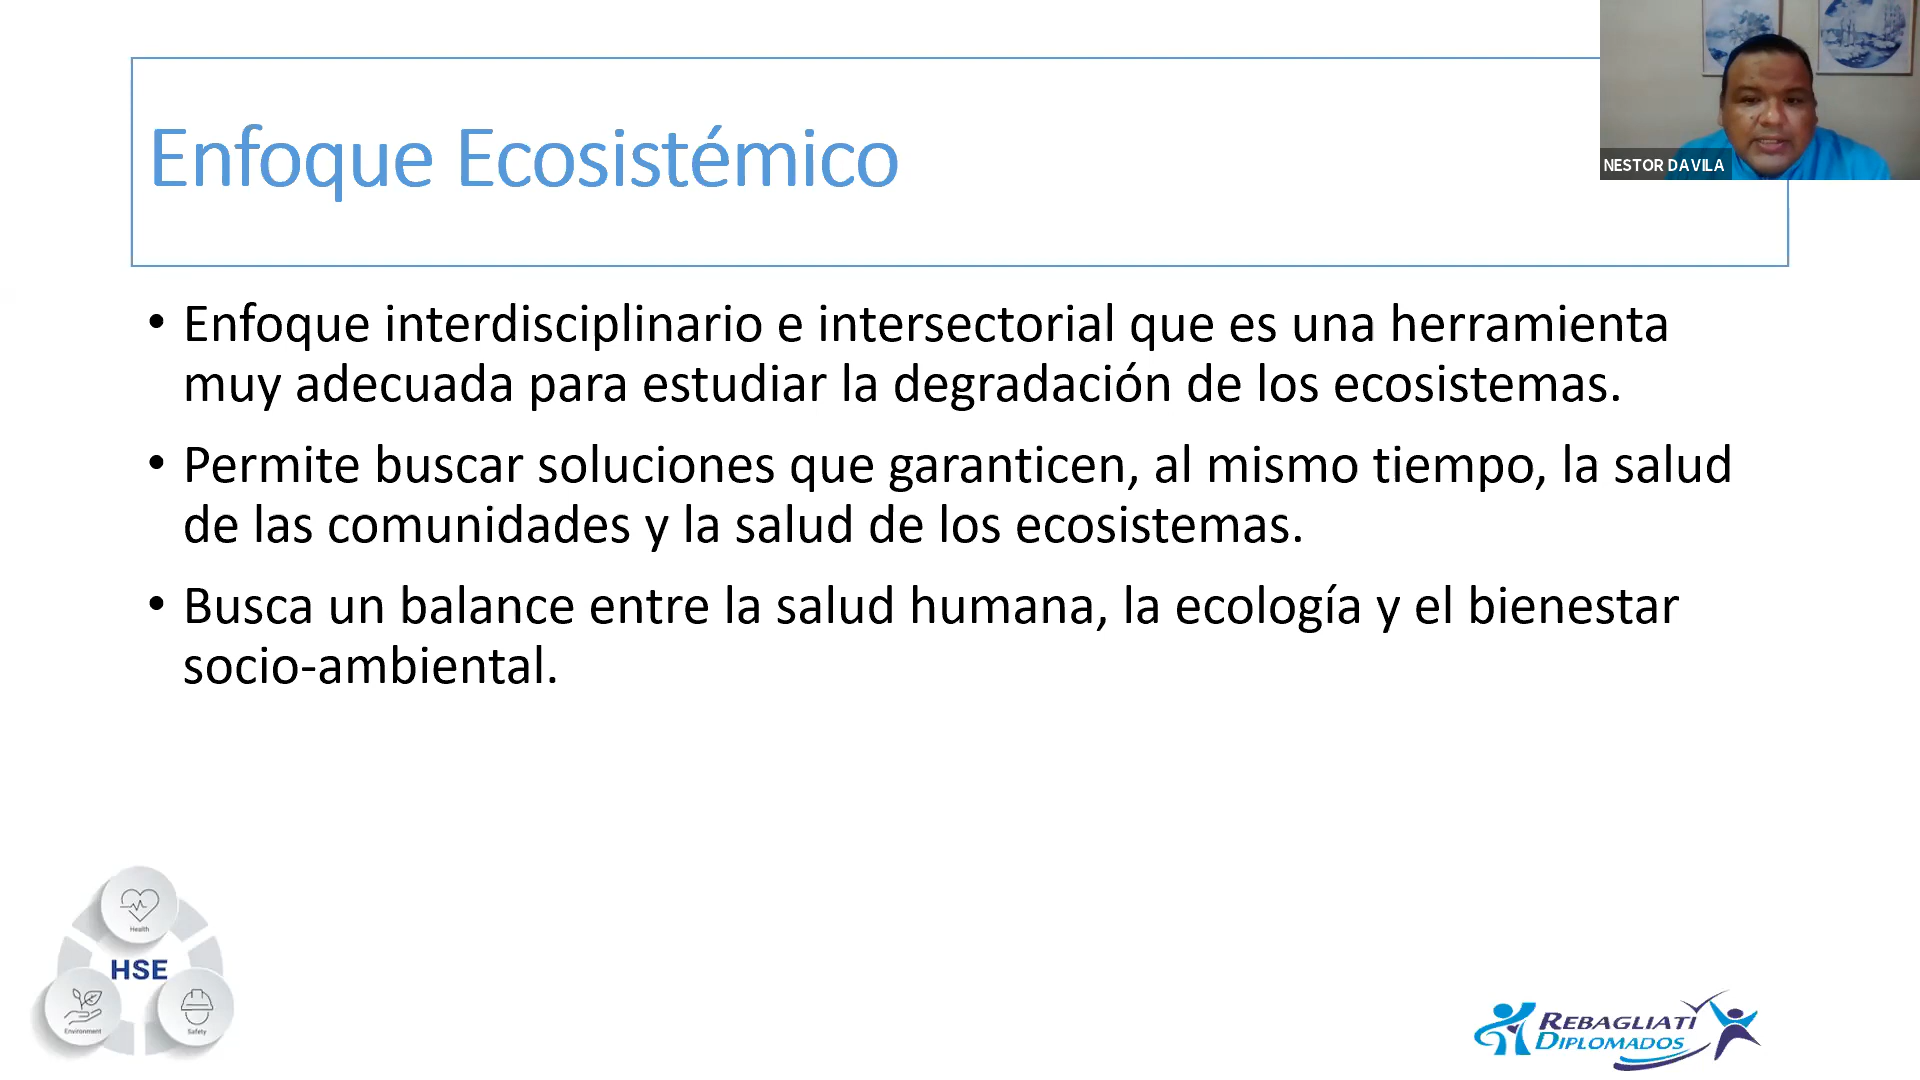 Enfoque Ecosistémico
NESTOR DAVILA
• Enfoque interdisciplinario e intersectorial que es una herramienta
muy adecuada para estudiar la degradación de los ecosistemas.
• Permite buscar soluciones que garanticen, al mismo tiempo, la salud
de las comunidades y la salud de los ecosistemas.
• Busca un balance entre la salud humana, la ecología y el bienestar
socio-ambiental.
Health
HSE
Environment
Safety
REBAGLIATI
DIPLOMADOS